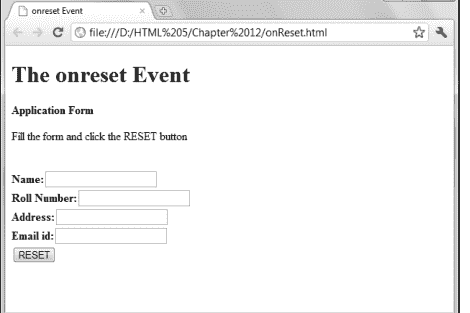 onreset Event
file:///D:/HTML%205/Chapter%2012/onReset.html
The onreset Event
Application Form
Fill the form and click the RESET button
Name:
Roll Number:
Address:
Email id:
RESET